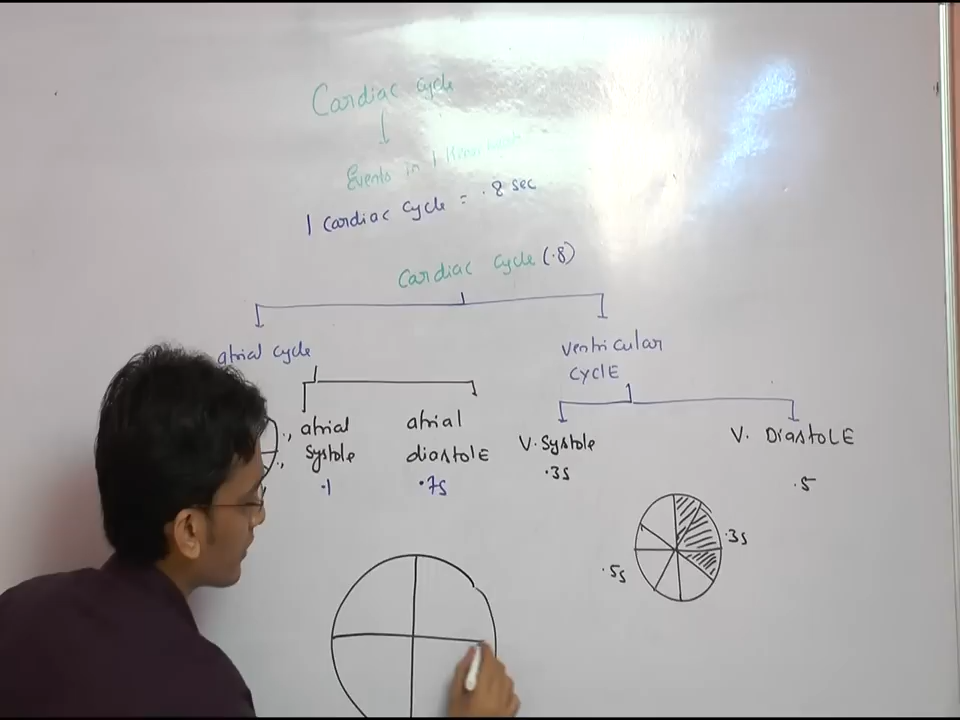 Cardiac cycle
Events in 1
1 Cardiac cycle = .8 sec
Cardiac cycle (.8)
atrial cycle
ventricular
cyclE
atrial
systole
.1
atrial
diastolE
.7s
V. Systole
.3s
V. DiastolE
.5
.3s
.5s